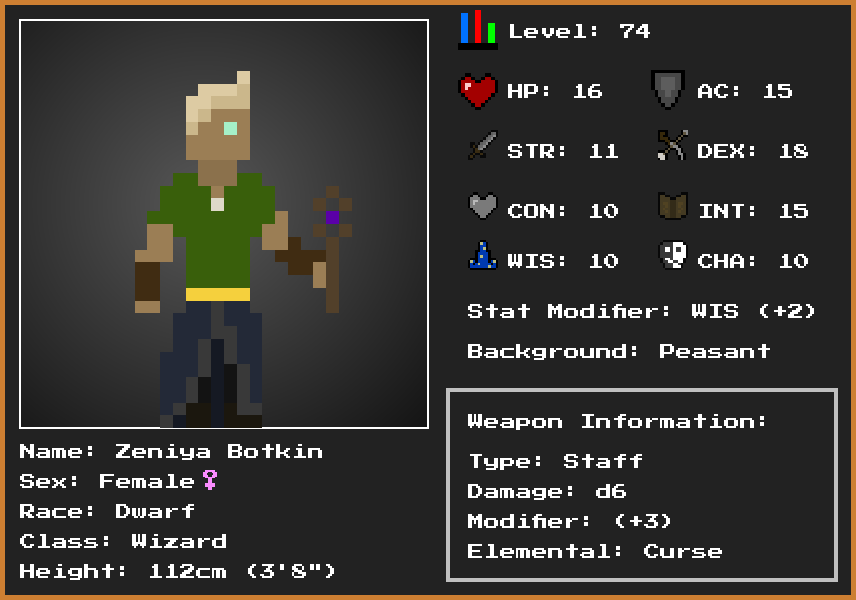 Level: 74
HP: 16 AC: 15
STR: 11 DEX: 18
CON: 10 INT: 15
WIS: 10 CHA: 10
Stat Modifier: WIS (+2)
Background: Peasant
Weapon Information:
Type: Staff
Damage: d6
Modifier: (+3)
Elemental: Curse
Name: Zeniya Botkin
Sex: Female♀
Race: Dwarf
Class: Wizard
Height: 112cm (3'8")